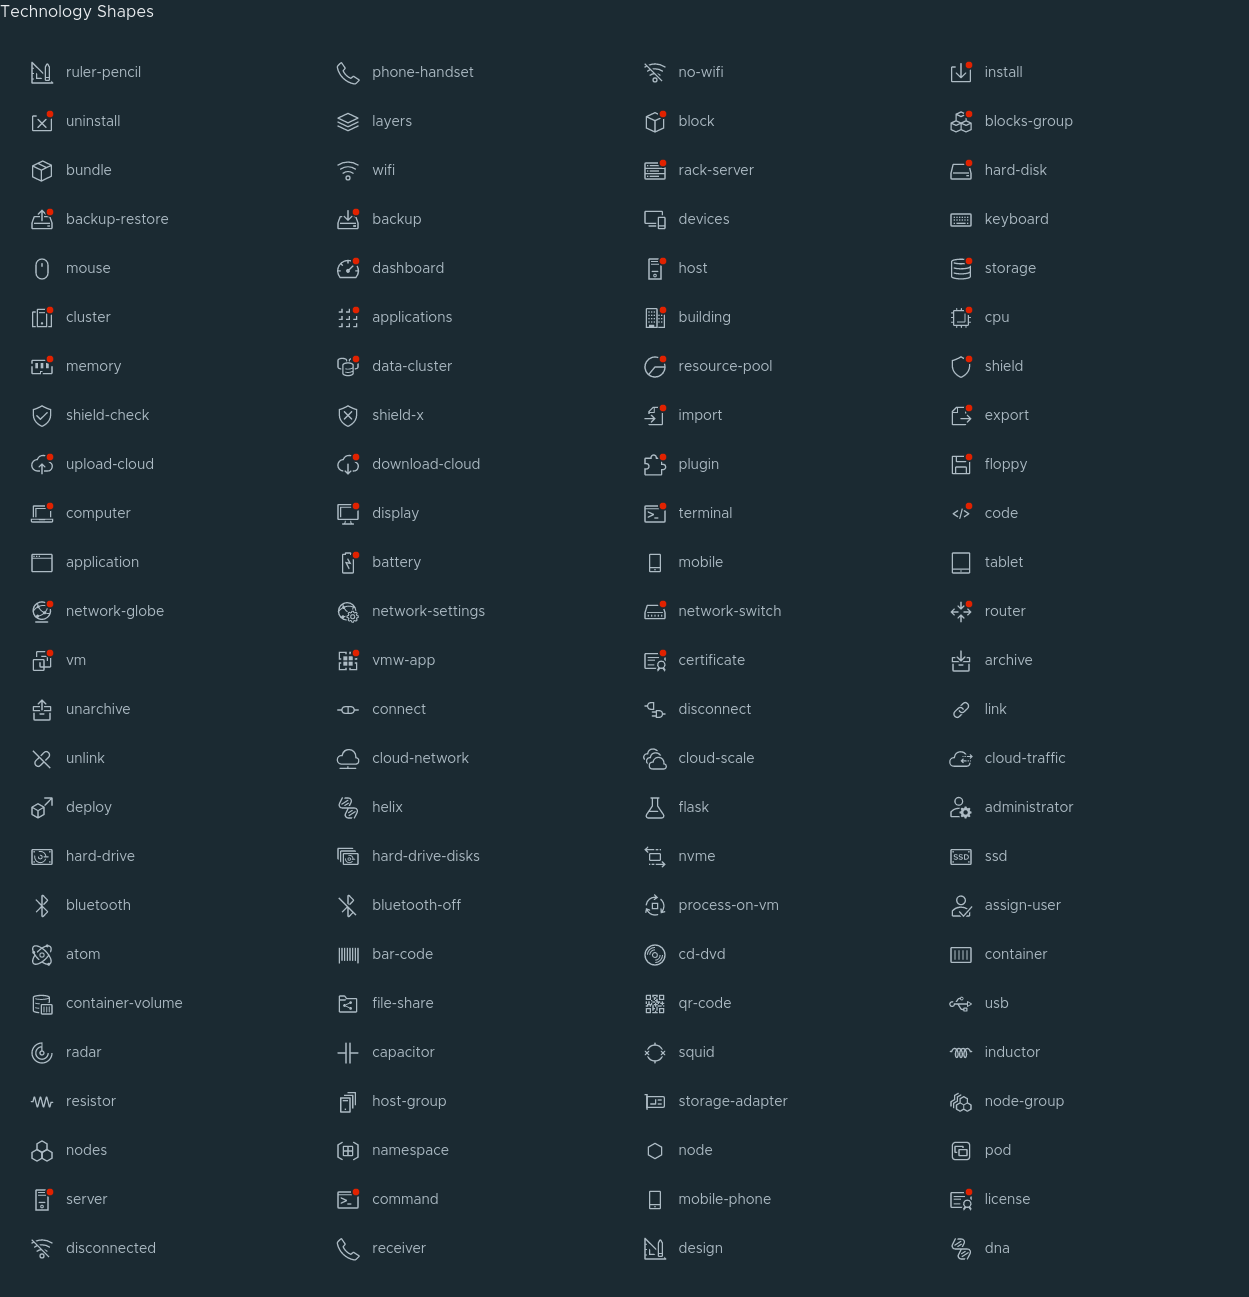 Technology Shapes
ruler-pencil phone-handset no-wifi install
uninstall layers block blocks-group
bundle wifi rack-server hard-disk
backup-restore backup devices keyboard
mouse dashboard host storage
cluster applications building cpu
memory data-cluster resource-pool shield
shield-check shield-x import export
upload-cloud download-cloud plugin floppy
computer display terminal code
application battery mobile tablet
network-globe network-settings network-switch router
vm vmw-app certificate archive
unarchive connect disconnect link
unlink cloud-network cloud-scale cloud-traffic
deploy helix flask administrator
hard-drive hard-drive-disks nvme SSD ssd
bluetooth bluetooth-off process-on-vm assign-user
atom bar-code cd-dvd container
container-volume file-share qr-code usb
radar capacitor squid inductor
resistor host-group storage-adapter node-group
nodes namespace node pod
server command mobile-phone license
disconnected receiver design dna